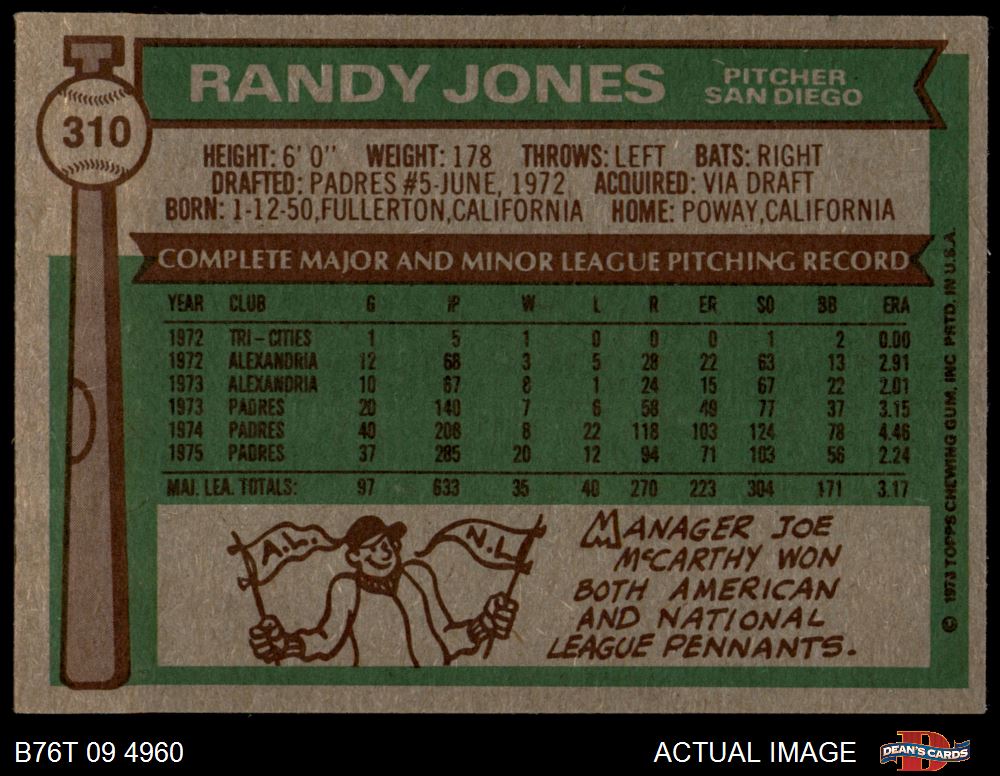 T
310
RANDY JONES
PITCHER
SAN DIEGO
HEIGHT: 6' 0" WEIGHT: 178 THROWS: LEFT BATS: RIGHT
DRAFTED: PADRES #5-JUNE, 1972 ACQUIRED: VIA DRAFT
BORN: 1-12-50, FULLERTON, CALIFORNIA HOME: POWAY, CALIFORNIA
COMPLETE MAJOR AND MINOR LEAGUE PITCHING RECORD
YEAR CLUB G IP W L R ER SO BB ERA
1972 TRI-CITIES 1 5 1 0 0 0 1 2 0.00
1972 ALEXANDRIA 12 68 3 5 28 22 63 13 2.91
1973 ALEXANDRIA 10 67 8 1 24 15 67 22 2.01
1973 PADRES 20 140 7 6 58 49 77 37 3.15
1974 PADRES 40 208 8 22 118 103 124 78 4.46
1975 PADRES 37 285 20 12 94 71 103 56 2.24
MAJ. LEA. TOTALS: 97 633 35 40 270 223 304 171 3.17
A.L.
N.L.
MANAGER JOE
McCARTHY WON
BOTH AMERICAN
AND NATIONAL
LEAGUE PENNANTS.
© 1976 TOPPS CHEWING GUM, INC PRTD. IN U.S.A.
B76T 09 4960
ACTUAL IMAGE
D
DEAN'S CARDS